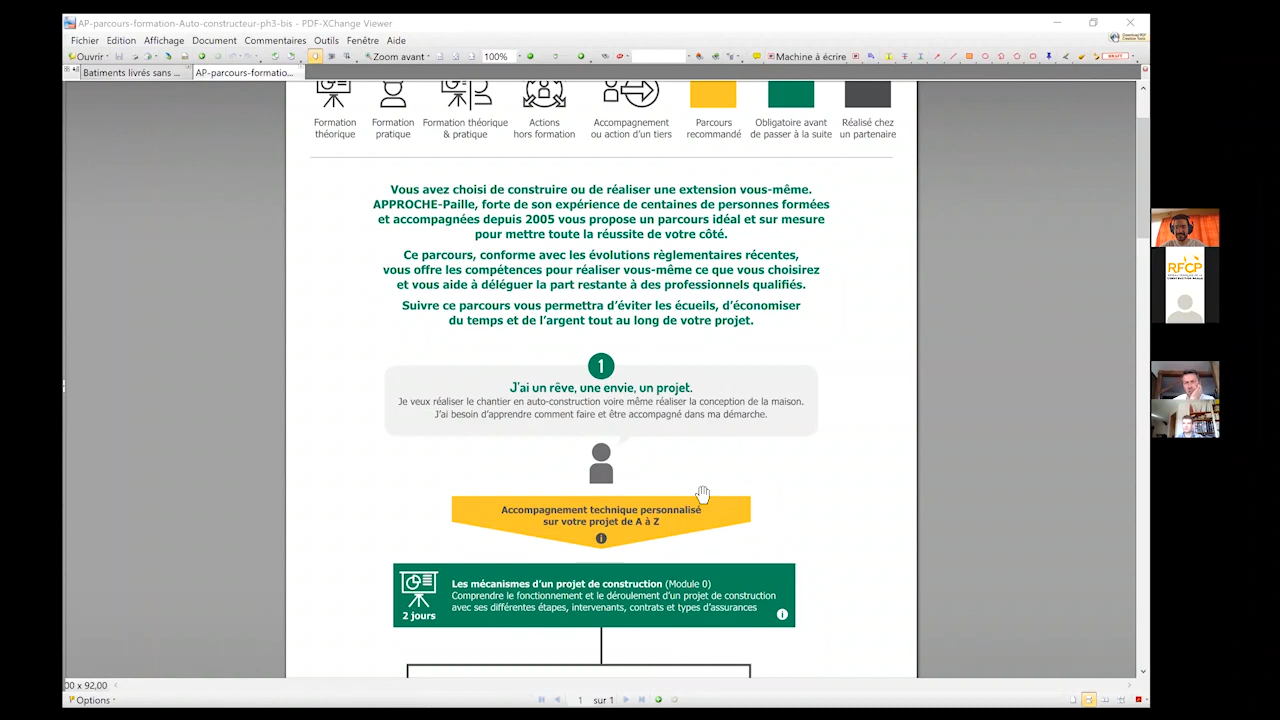 AP-parcours-formation-Auto-constructeur-ph3-bis - PDF-XChange Viewer
Fichier Edition Affichage Document Commentaires Outils Fenêtre Aide
Ouvrir Zoom avant 100% Machine à écrire
Batiments livrés sans ... AP-parcours-formatio...
Formation théorique
Formation pratique
Formation théorique & pratique
Actions hors formation
Accompagnement ou action d'un tiers
Parcours recommandé
Obligatoire avant de passer à la suite
Réalisé chez un partenaire
Vous avez choisi de construire ou de réaliser une extension vous-même.
APPROCHE-Paille, forte de son expérience de centaines de personnes formées
et accompagnées depuis 2005 vous propose un parcours idéal et sur mesure
pour mettre toute la réussite de votre côté.
Ce parcours, conforme avec les évolutions règlementaires récentes,
vous offre les compétences pour réaliser vous-même ce que vous choisirez
et vous aide à déléguer la part restante à des professionnels qualifiés.
Suivre ce parcours vous permettra d'éviter les écueils, d'économiser
du temps et de l'argent tout au long de votre projet.
1
J'ai un rêve, une envie, un projet.
Je veux réaliser le chantier en auto-construction voire même réaliser la conception de la maison.
J'ai besoin d'apprendre comment faire et être accompagné dans ma démarche.
Accompagnement technique personnalisé
sur votre projet de A à Z
i
Les mécanismes d'un projet de construction (Module 0)
Comprendre le fonctionnement et le déroulement d'un projet de construction
avec ses différentes étapes, intervenants, contrats et types d'assurances
2 jours
i
00 x 92,00
Options
1 sur 1
RFCP